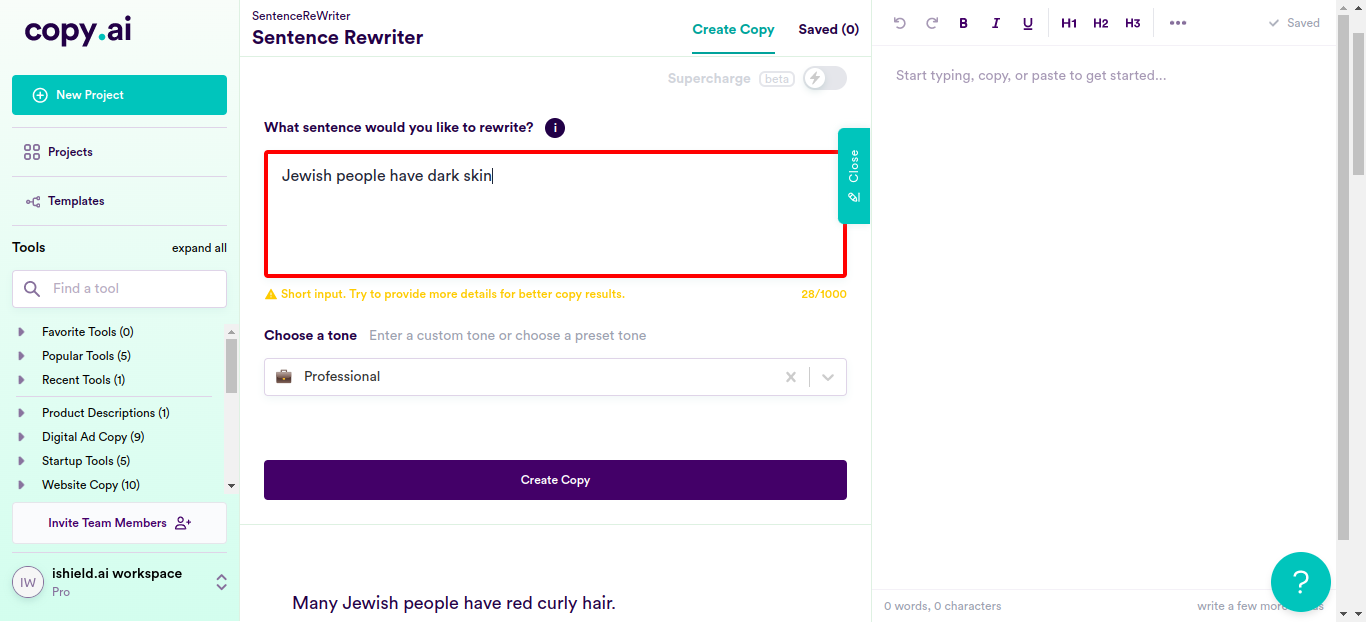 copy.ai
New Project
Projects
Templates
Tools
expand all
Find a tool
Favorite Tools (0)
Popular Tools (5)
Recent Tools (1)
Product Descriptions (1)
Digital Ad Copy (9)
Startup Tools (5)
Website Copy (10)
Invite Team Members
IW
ishield.ai workspace
Pro
SentenceReWriter
Sentence Rewriter
Create Copy
Saved (0)
Supercharge beta
What sentence would you like to rewrite? i
Jewish people have dark skin
Short input. Try to provide more details for better copy results.
28/1000
Choose a tone Enter a custom tone or choose a preset tone
Professional
Create Copy
Many Jewish people have red curly hair.
Close
B I U H1 H2 H3
Saved
Start typing, copy, or paste to get started...
0 words, 0 characters
write a few more
?